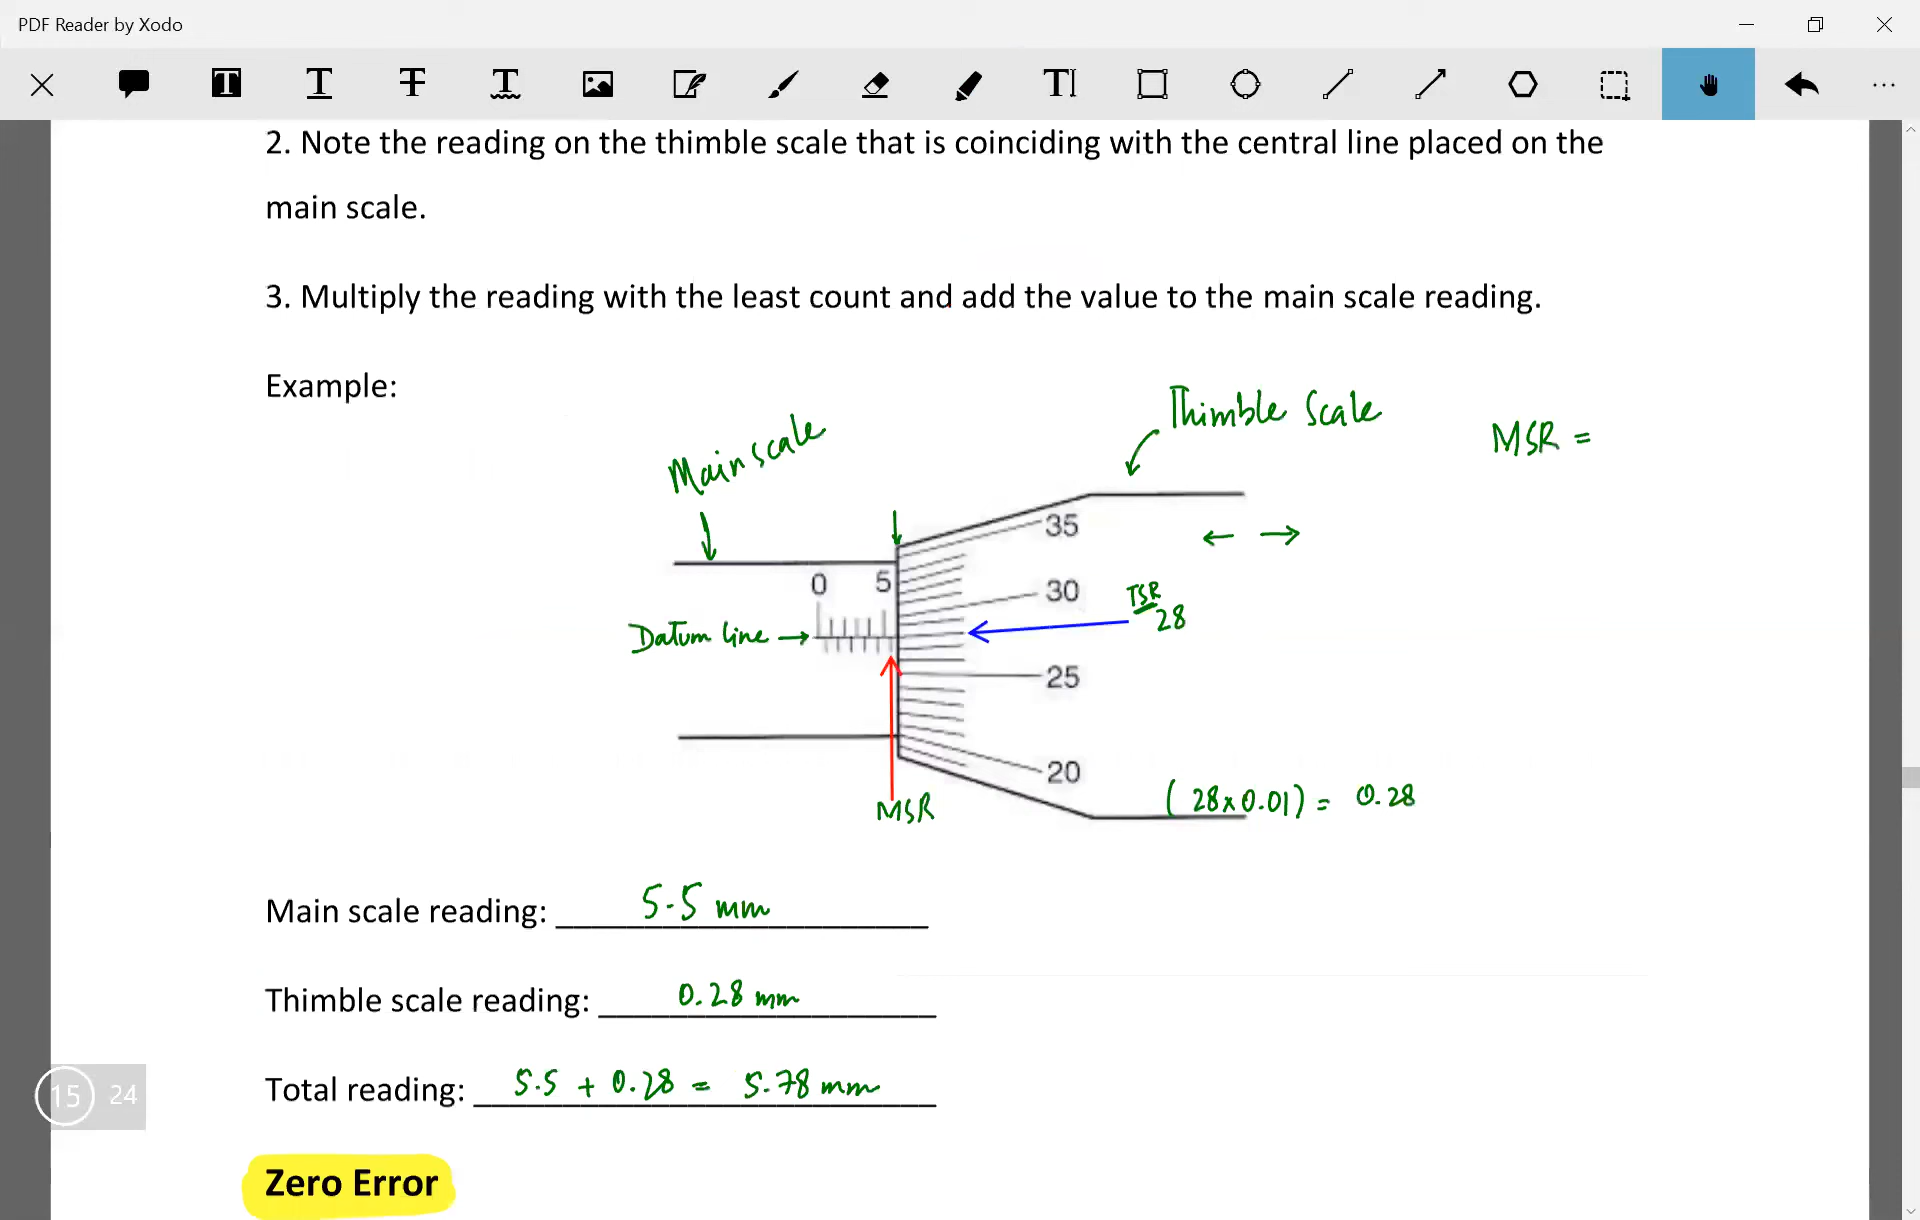 PDF Reader by Xodo
2. Note the reading on the thimble scale that is coinciding with the central line placed on the
main scale.
3. Multiply the reading with the least count and add the value to the main scale reading.
Example:
Thimble Scale
Main scale
MSR =
35
0 5
30
TSR
28
Datum line
25
20
MSR
(28x0.01) = 0.28
Main scale reading: 5.5 mm
Thimble scale reading: 0.28 mm
Total reading: 5.5 + 0.28 = 5.78 mm
15 24
Zero Error